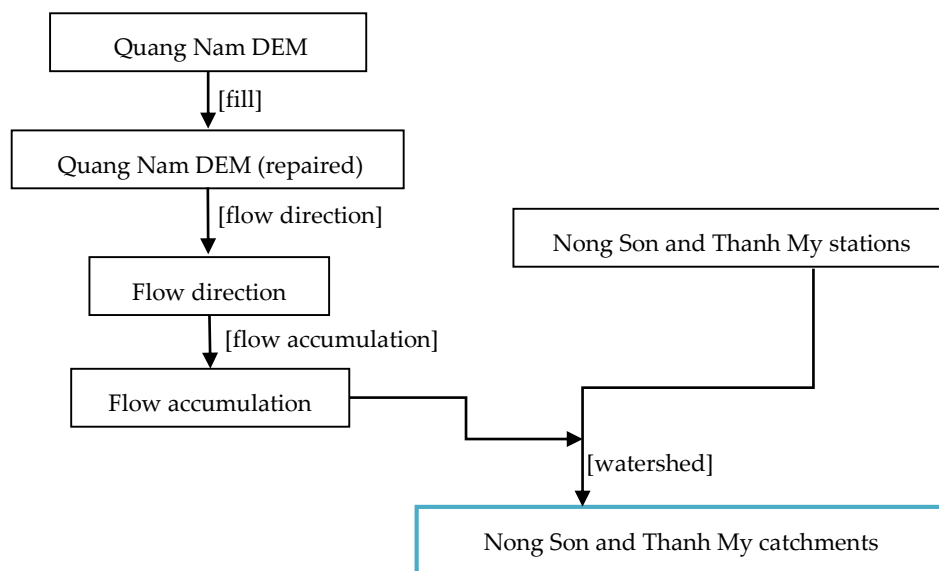 Quang Nam DEM
[fill]
Quang Nam DEM (repaired)
[flow direction]
Nong Son and Thanh My stations
Flow direction
[flow accumulation]
Flow accumulation
[watershed]
Nong Son and Thanh My catchments